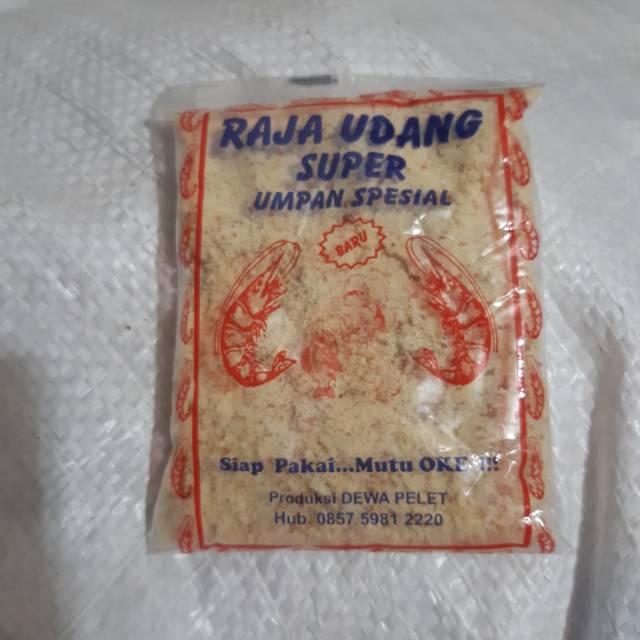 RAJA UDANG
SUPER
UMPAN SPESIAL
BARU
Siap Pakai...Mutu OKE !!!
Produksi DEWA PELET
Hub. 0857 5981 2220